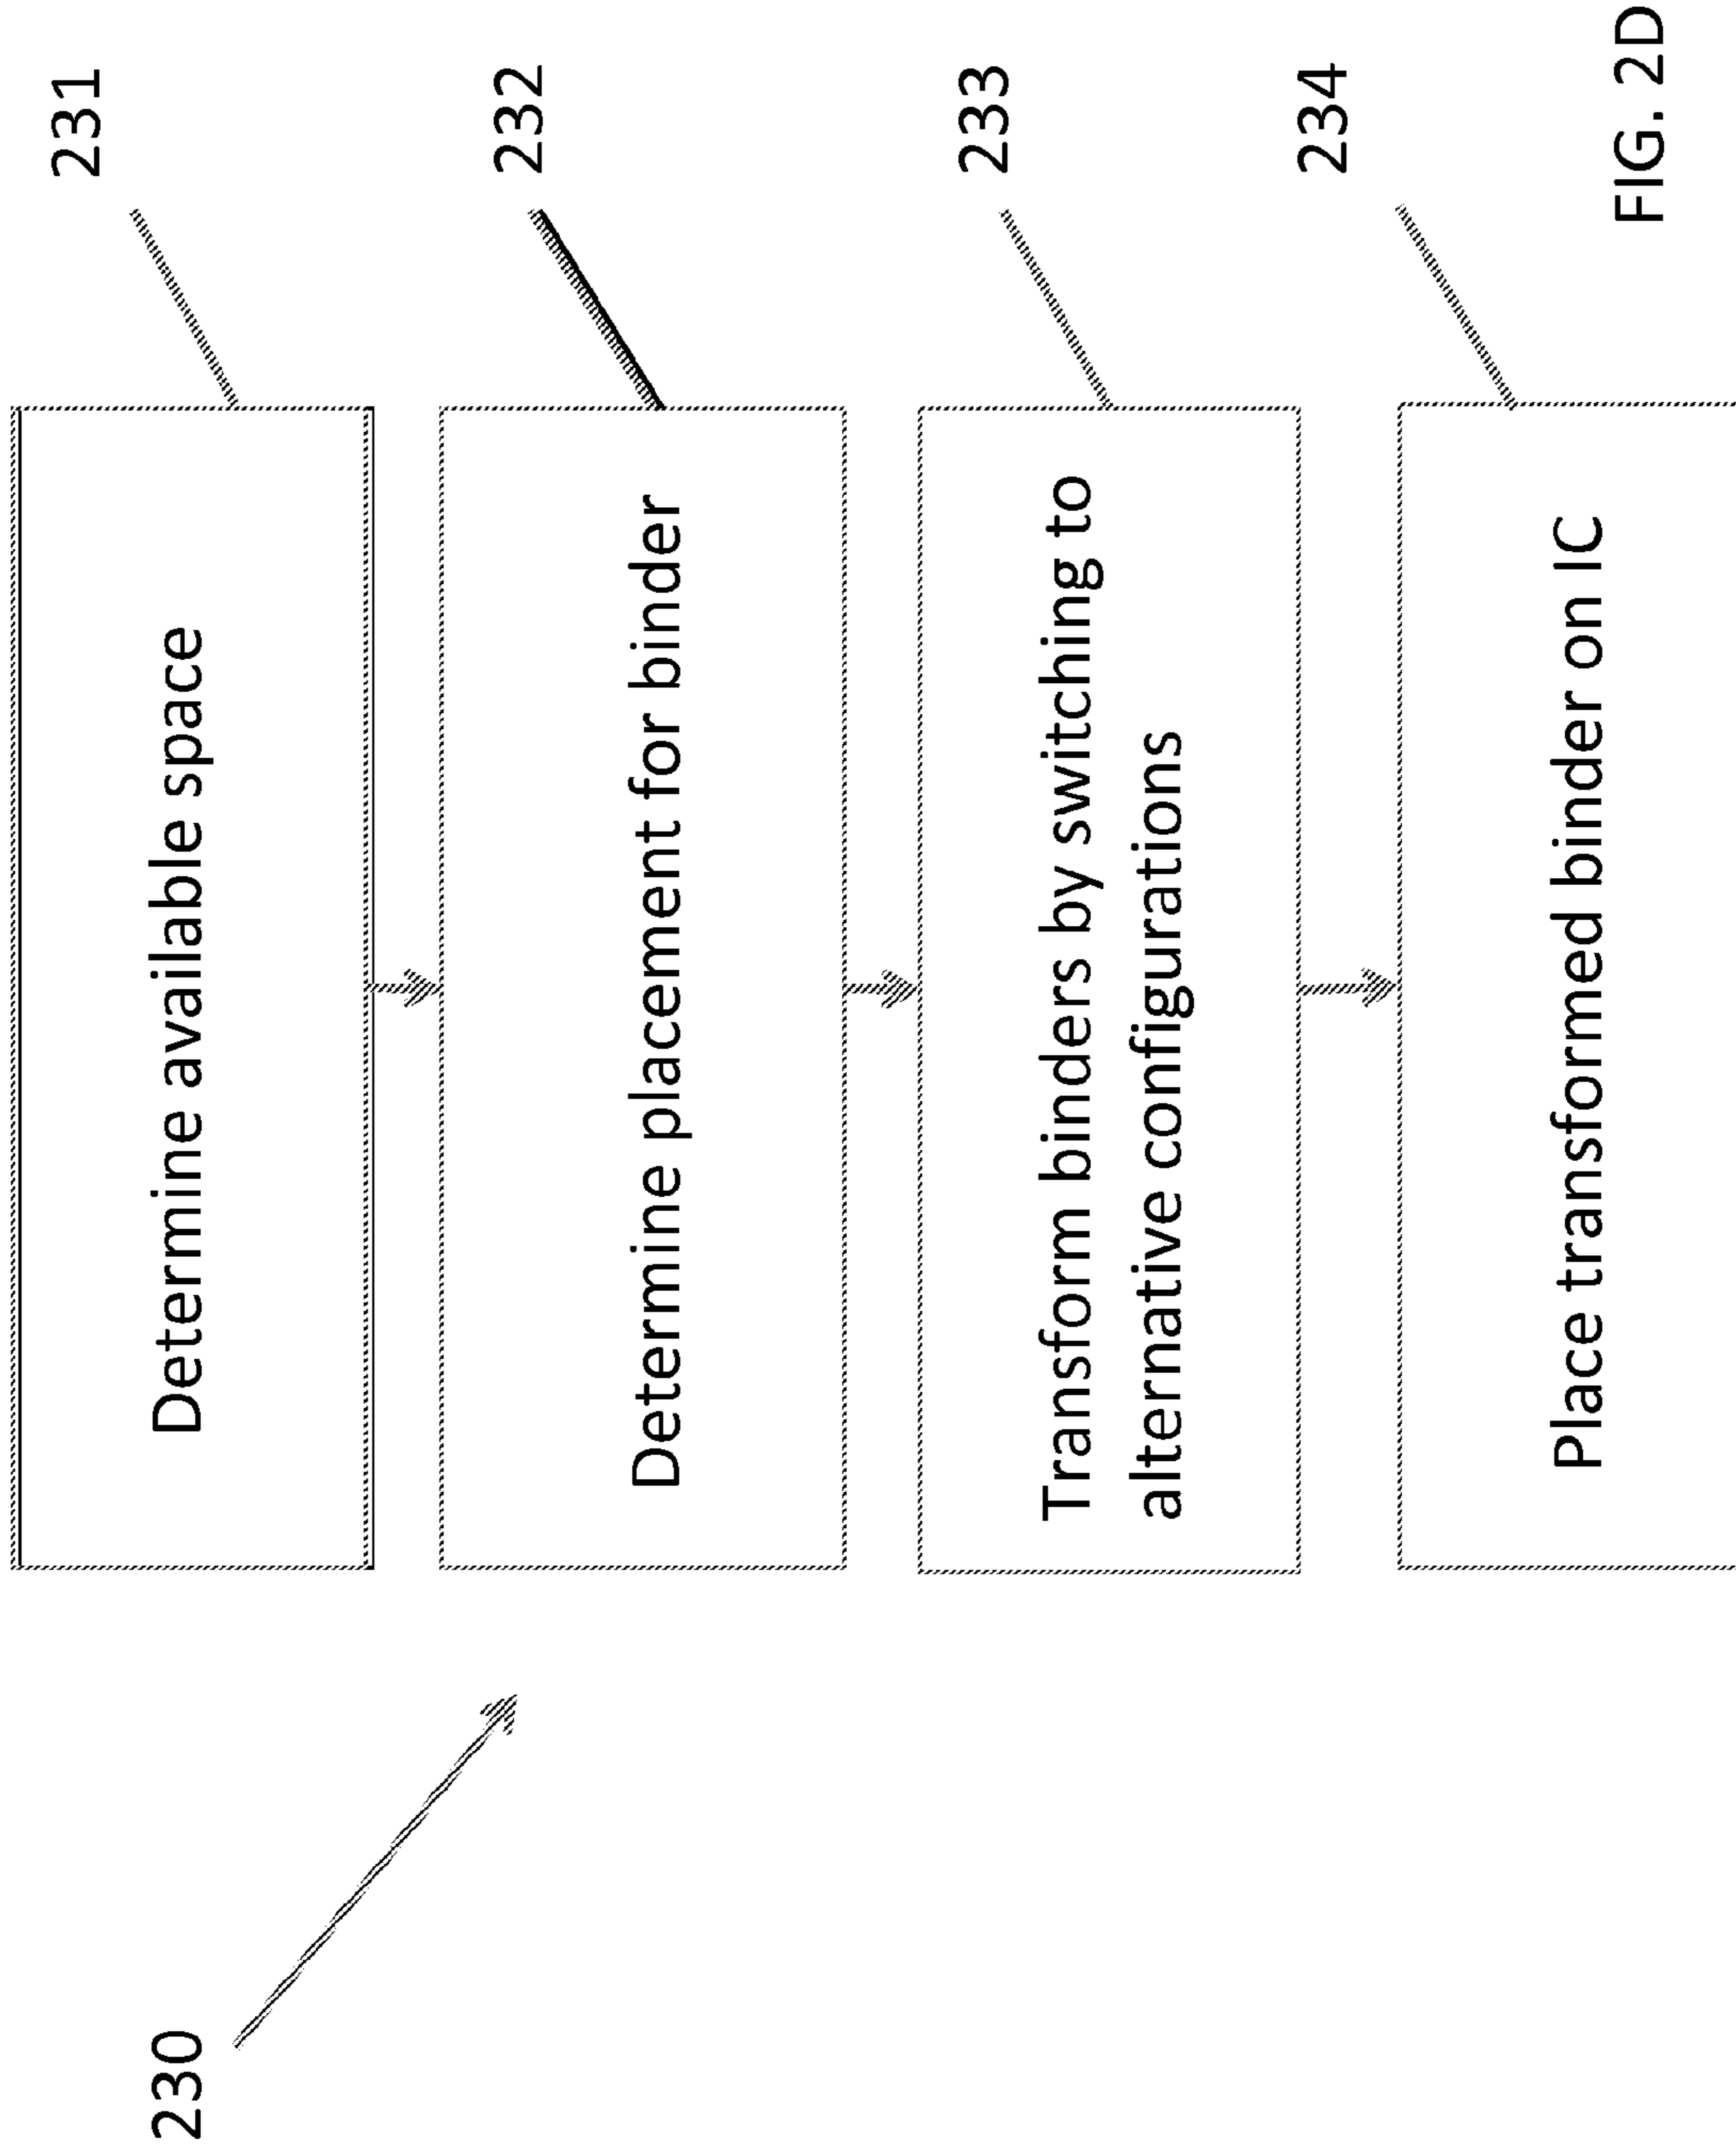 230
Determine available space
231
Determine placement for binder
232
Transform binders by switching to
alternative configurations
233
Place transformed binder on IC
234
FIG. 2D